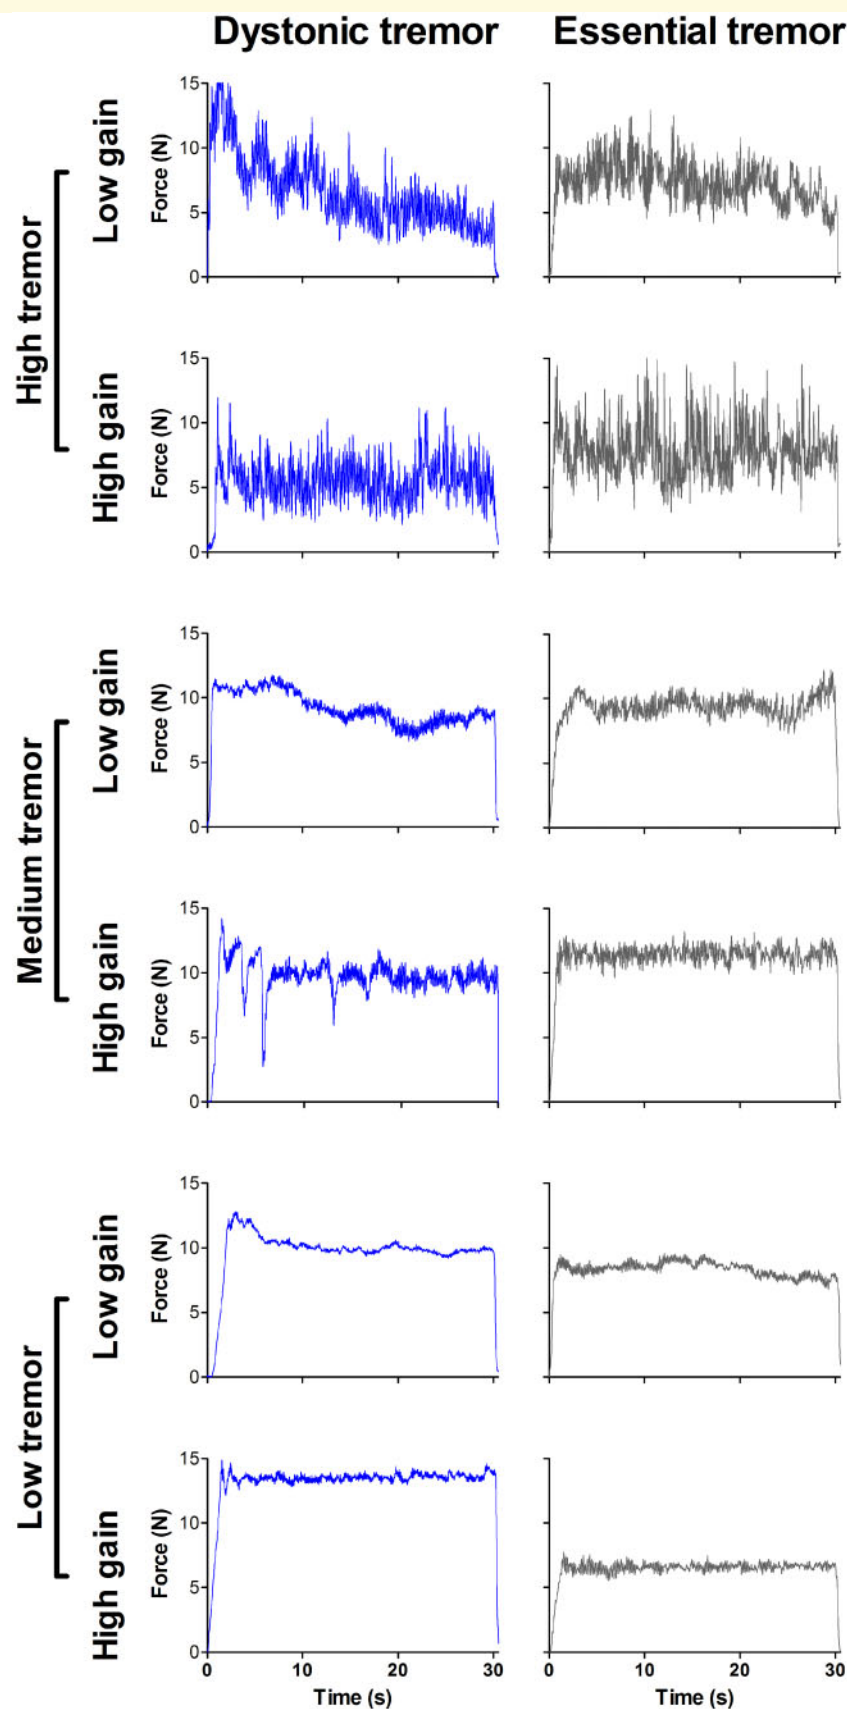 Dystonic tremor Essential tremor
High tremor
Low gain
Force (N)
15
10
5
0
High gain
Force (N)
15
10
5
0
Medium tremor
Low gain
Force (N)
15
10
5
0
High gain
Force (N)
15
10
5
0
Low tremor
Low gain
Force (N)
15
10
5
0
High gain
Force (N)
15
10
5
0
0 10 20 30 0 10 20 30
Time (s) Time (s)